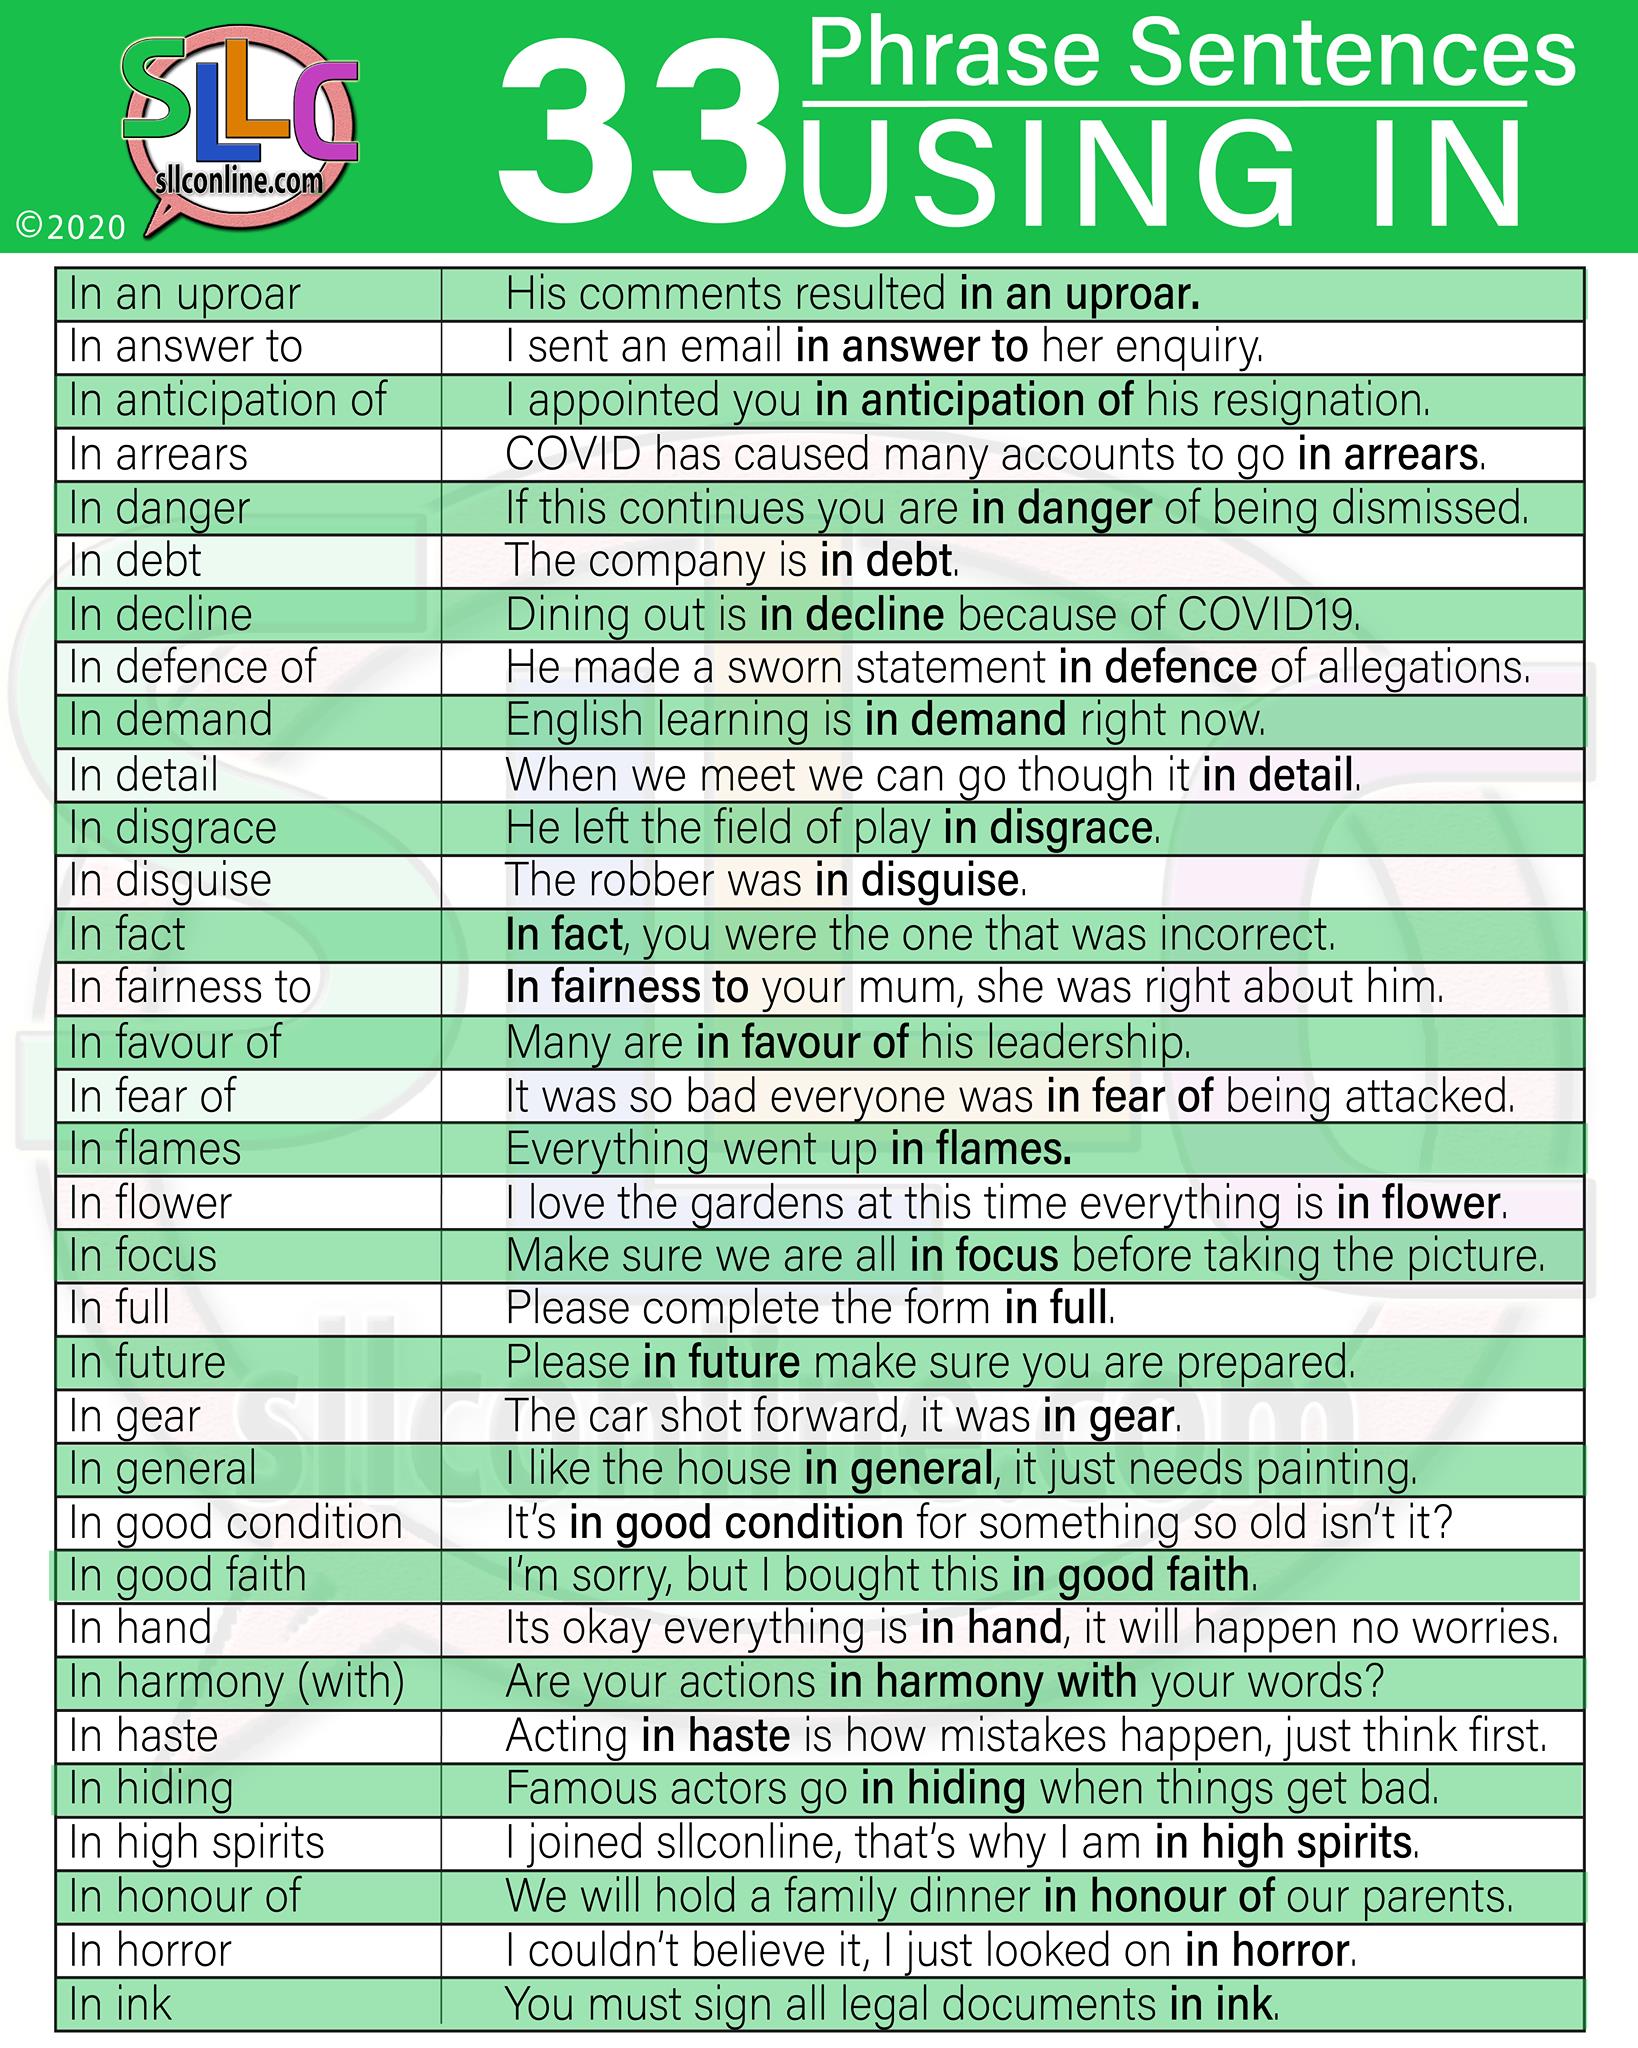 SLLC
sllconline.com
©2020
33 Phrase Sentences
USING IN
In an uproar His comments resulted in an uproar.
In answer to I sent an email in answer to her enquiry.
In anticipation of I appointed you in anticipation of his resignation.
In arrears COVID has caused many accounts to go in arrears.
In danger If this continues you are in danger of being dismissed.
In debt The company is in debt.
In decline Dining out is in decline because of COVID19.
In defence of He made a sworn statement in defence of allegations.
In demand English learning is in demand right now.
In detail When we meet we can go though it in detail.
In disgrace He left the field of play in disgrace.
In disguise The robber was in disguise.
In fact In fact, you were the one that was incorrect.
In fairness to In fairness to your mum, she was right about him.
In favour of Many are in favour of his leadership.
In fear of It was so bad everyone was in fear of being attacked.
In flames Everything went up in flames.
In flower I love the gardens at this time everything is in flower.
In focus Make sure we are all in focus before taking the picture.
In full Please complete the form in full.
In future Please in future make sure you are prepared.
In gear The car shot forward, it was in gear.
In general I like the house in general, it just needs painting.
In good condition It's in good condition for something so old isn't it?
In good faith I'm sorry, but I bought this in good faith.
In hand Its okay everything is in hand, it will happen no worries.
In harmony (with) Are your actions in harmony with your words?
In haste Acting in haste is how mistakes happen, just think first.
In hiding Famous actors go in hiding when things get bad.
In high spirits I joined sllconline, that's why I am in high spirits.
In honour of We will hold a family dinner in honour of our parents.
In horror I couldn't believe it, I just looked on in horror.
In ink You must sign all legal documents in ink.